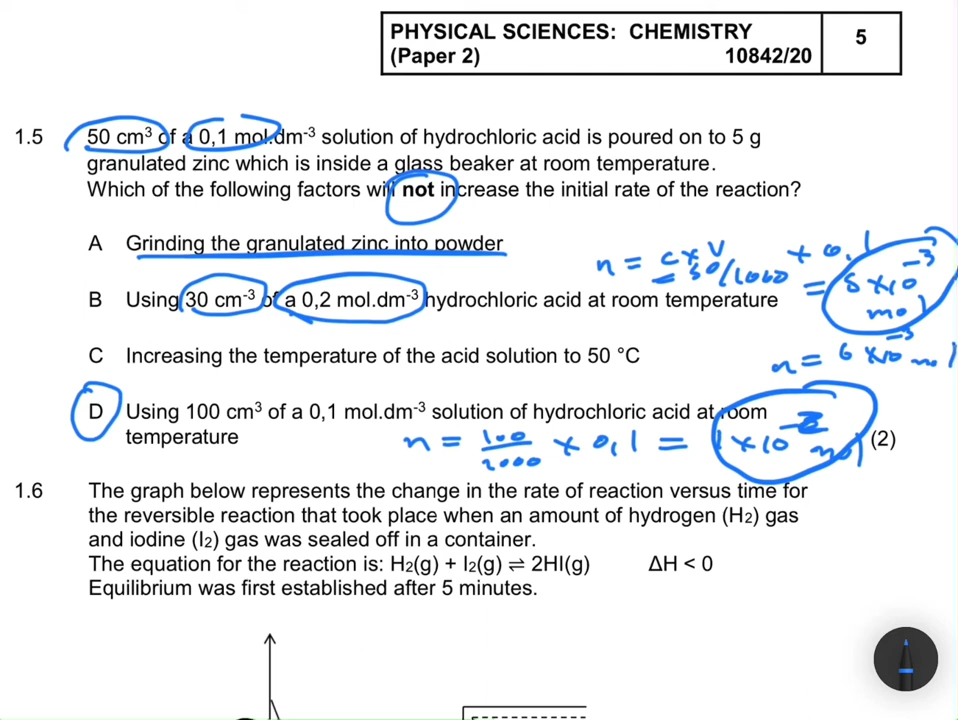 PHYSICAL SCIENCES: CHEMISTRY
(Paper 2) 10842/20
5
1.5 50 cm³ of a 0,1 mol.dm⁻³ solution of hydrochloric acid is poured on to 5 g
granulated zinc which is inside a glass beaker at room temperature.
Which of the following factors will not increase the initial rate of the reaction?
A Grinding the granulated zinc into powder
n = c x V
= 50/1000 x 0,1 = 5 x 10⁻³ mol
B Using 30 cm⁻³ of a 0,2 mol.dm⁻³ hydrochloric acid at room temperature
n = 6 x 10⁻³ mol
C Increasing the temperature of the acid solution to 50 °C
D Using 100 cm³ of a 0,1 mol.dm⁻³ solution of hydrochloric acid at room
temperature (2)
n = 100/2000 x 0,1 = 1 x 10⁻² mol
1.6 The graph below represents the change in the rate of reaction versus time for
the reversible reaction that took place when an amount of hydrogen (H₂) gas
and iodine (I₂) gas was sealed off in a container.
The equation for the reaction is: H₂(g) + I₂(g) ⇌ 2HI(g) ΔH < 0
Equilibrium was first established after 5 minutes.